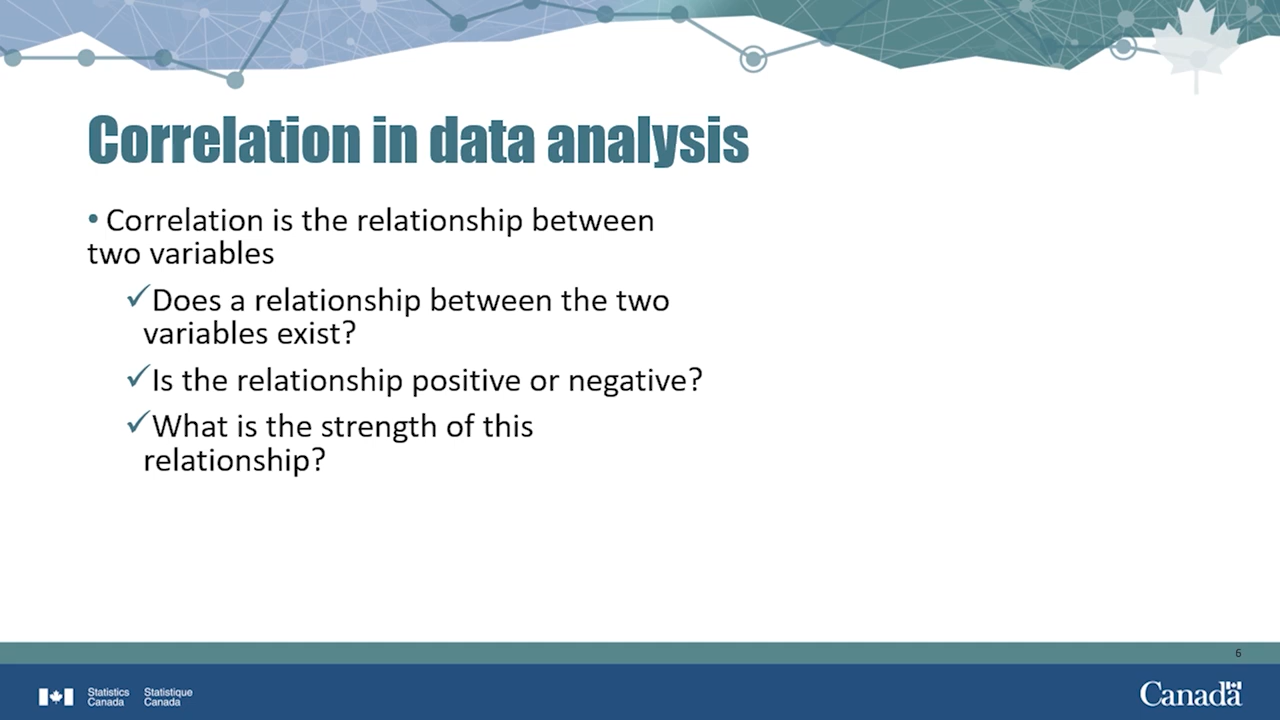 Correlation in data analysis
• Correlation is the relationship between
two variables
✓Does a relationship between the two
variables exist?
✓Is the relationship positive or negative?
✓What is the strength of this
relationship?
6
Statistics Statistique
Canada Canada
Canada